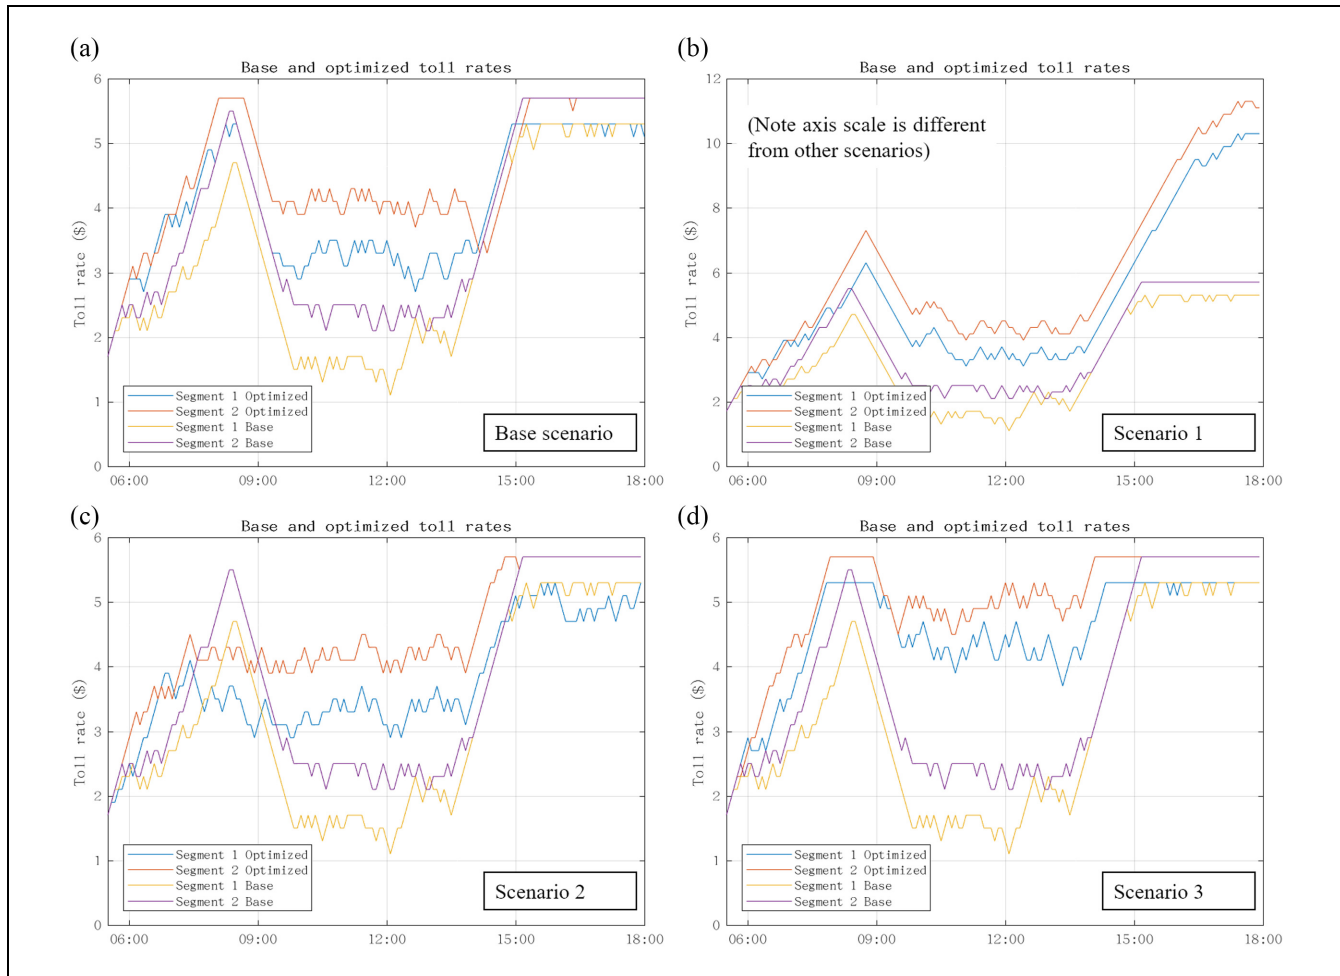 (a)
Base and optimized toll rates
Toll rate ($)
6
5
4
3
2
1
0
Segment 1 Optimized
Segment 2 Optimized
Segment 1 Base
Segment 2 Base
Base scenario
06:00 09:00 12:00 15:00 18:00
(b)
Base and optimized toll rates
(Note axis scale is different
from other scenarios)
Toll rate ($)
12
10
8
6
4
2
0
Segment 1 Optimized
Segment 2 Optimized
Segment 1 Base
Segment 2 Base
Scenario 1
06:00 09:00 12:00 15:00 18:00
(c)
Base and optimized toll rates
Toll rate ($)
6
5
4
3
2
1
0
Segment 1 Optimized
Segment 2 Optimized
Segment 1 Base
Segment 2 Base
Scenario 2
06:00 09:00 12:00 15:00 18:00
(d)
Base and optimized toll rates
Toll rate ($)
6
5
4
3
2
1
0
Segment 1 Optimized
Segment 2 Optimized
Segment 1 Base
Segment 2 Base
Scenario 3
06:00 09:00 12:00 15:00 18:00